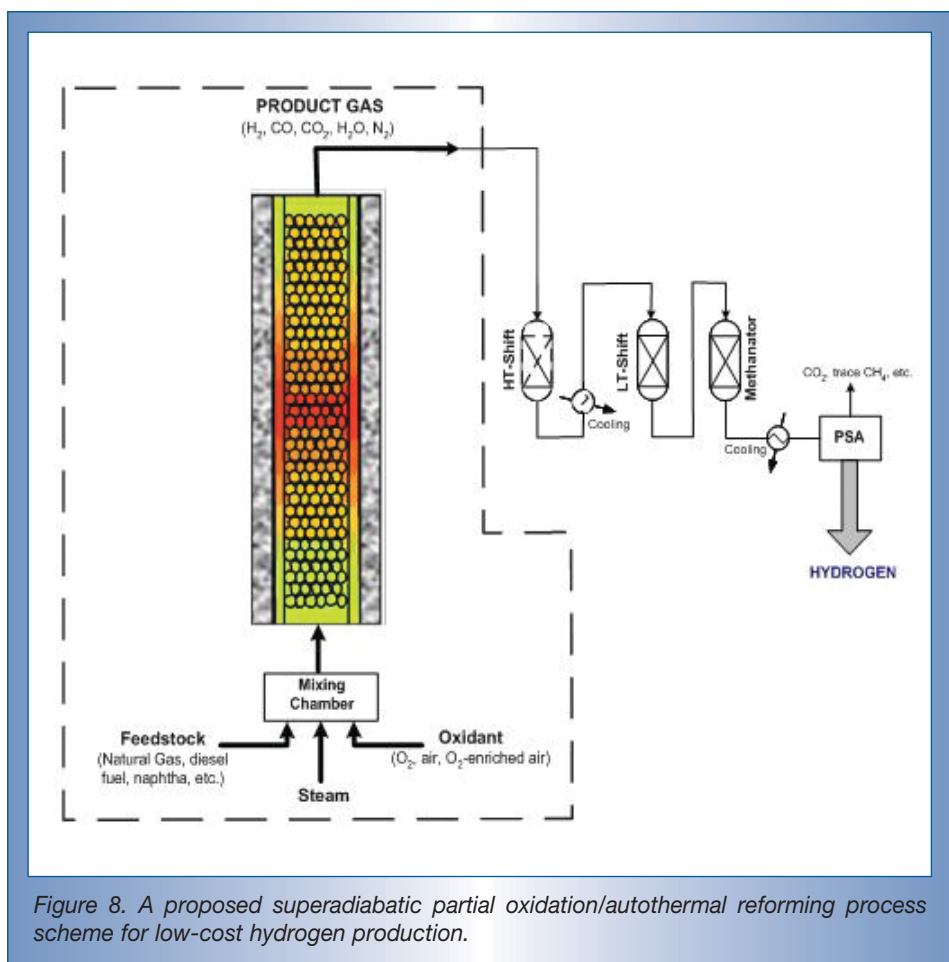 PRODUCT GAS
(H₂, CO, CO₂, H₂O, N₂)
HT-Shift
Cooling
LT-Shift
Methanator
Cooling
CO₂, trace CH₄, etc.
PSA
HYDROGEN
Mixing
Chamber
Feedstock
(Natural Gas, diesel
fuel, naphtha, etc.)
Steam
Oxidant
(O₂, air, O₂-enriched air)
Figure 8. A proposed superadiabatic partial oxidation/autothermal reforming process
scheme for low-cost hydrogen production.